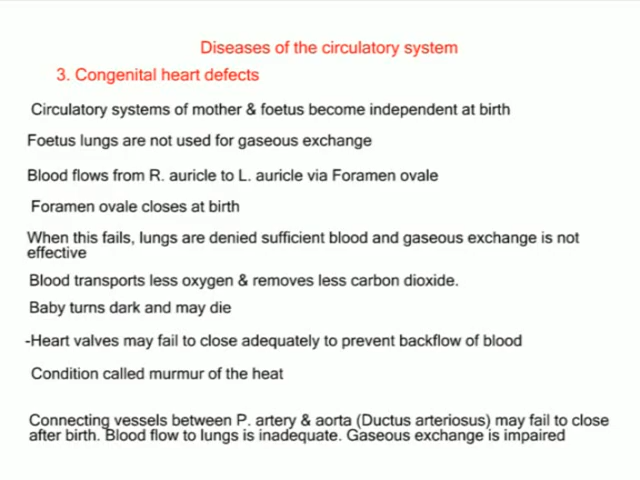 Diseases of the circulatory system
3. Congenital heart defects
Circulatory systems of mother & foetus become independent at birth
Foetus lungs are not used for gaseous exchange
Blood flows from R. auricle to L. auricle via Foramen ovale
Foramen ovale closes at birth
When this fails, lungs are denied sufficient blood and gaseous exchange is not
effective
Blood transports less oxygen & removes less carbon dioxide.
Baby turns dark and may die
-Heart valves may fail to close adequately to prevent backflow of blood
Condition called murmur of the heat
Connecting vessels between P. artery & aorta (Ductus arteriosus) may fail to close
after birth. Blood flow to lungs is inadequate. Gaseous exchange is impaired